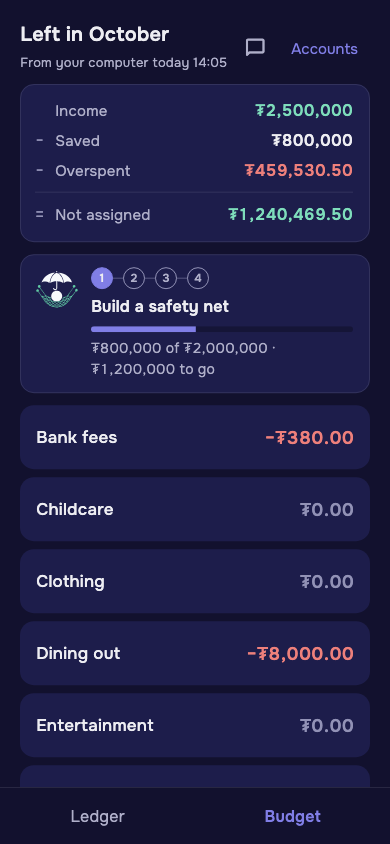 Left in October
From your computer today 14:05
Accounts
Income ₮2,500,000
− Saved ₮800,000
− Overspent ₮459,530.50
= Not assigned ₮1,240,469.50
1 2 3 4
Build a safety net
₮800,000 of ₮2,000,000 ·
₮1,200,000 to go
Bank fees −₮380.00
Childcare ₮0.00
Clothing ₮0.00
Dining out −₮8,000.00
Entertainment ₮0.00
Ledger Budget